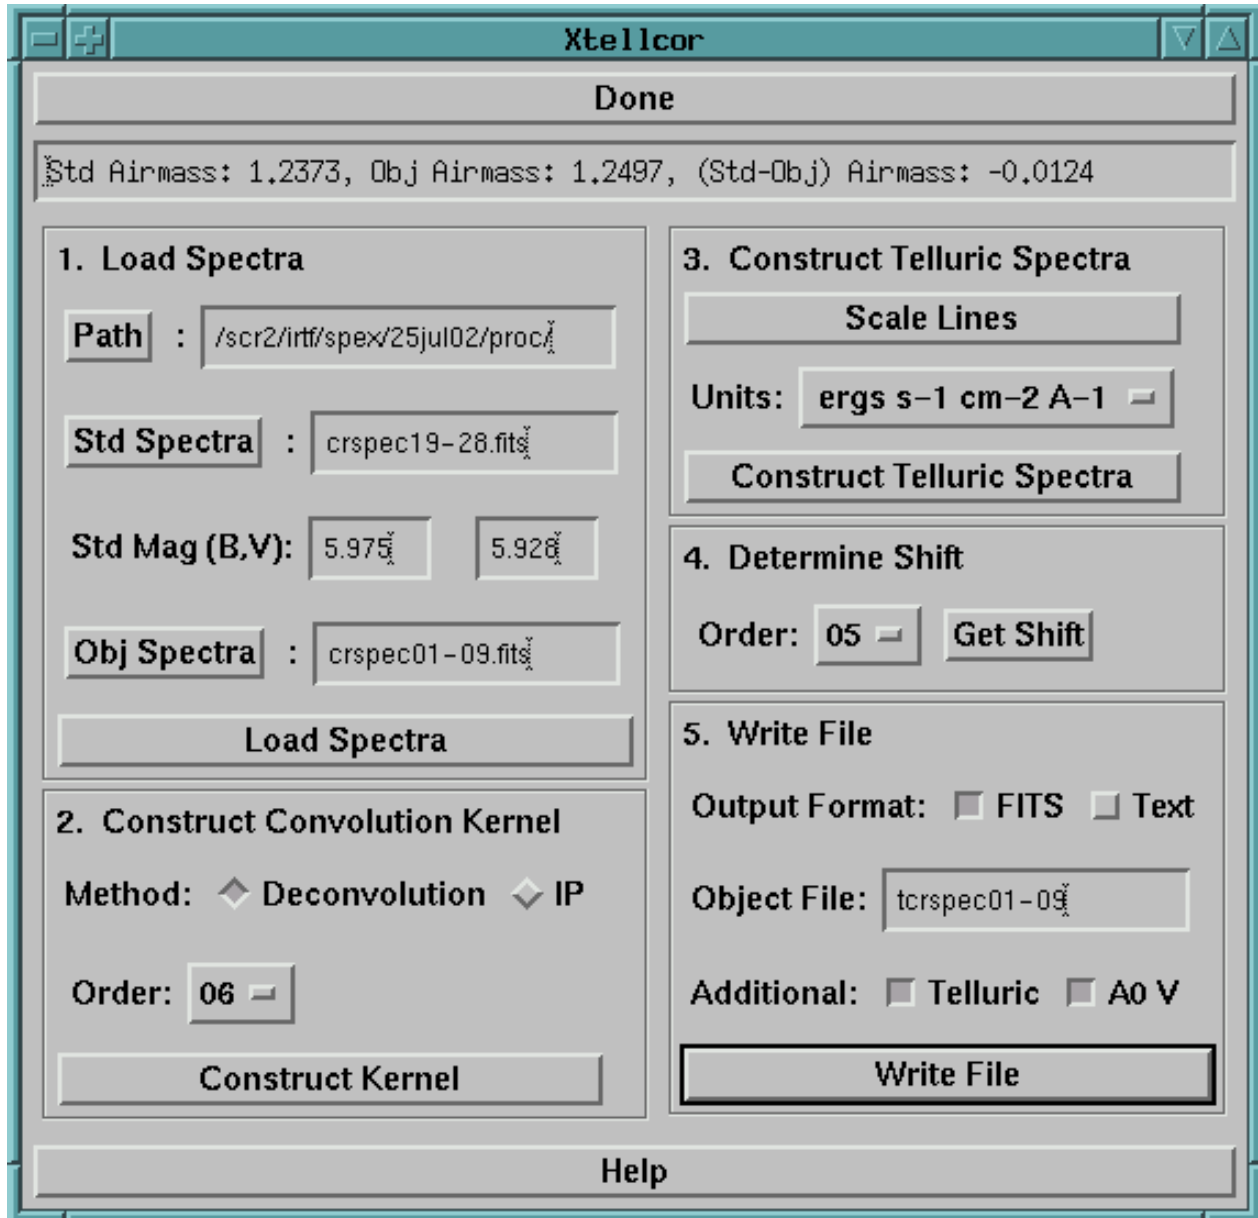 Xtellcor
Done
Std Airmass: 1.2373, Obj Airmass: 1.2497, (Std-Obj) Airmass: -0.0124
1. Load Spectra
Path : /scr2/irtf/spex/25jul02/proc/
Std Spectra : crspec19-28.fits
Std Mag (B,V): 5.975 5.928
Obj Spectra : crspec01-09.fits
Load Spectra
2. Construct Convolution Kernel
Method: Deconvolution IP
Order: 06
Construct Kernel
3. Construct Telluric Spectra
Scale Lines
Units: ergs s-1 cm-2 A-1
Construct Telluric Spectra
4. Determine Shift
Order: 05 Get Shift
5. Write File
Output Format: FITS Text
Object File: tcrspec01-09
Additional: Telluric A0 V
Write File
Help